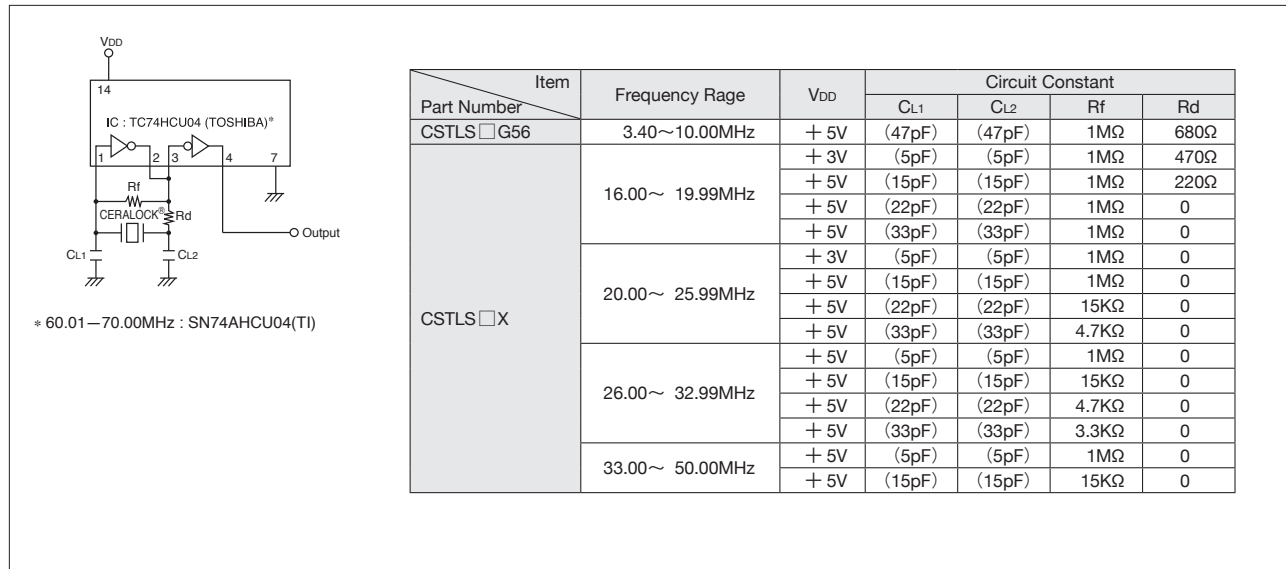 VDD
14
IC : TC74HCU04 (TOSHIBA)*
1 2 3 4 7
Rf
CERALOCK® Rd
Output
CL1 CL2
* 60.01—70.00MHz : SN74AHCU04(TI)
Item Part Number Frequency Rage VDD Circuit Constant
CL1 CL2 Rf Rd
CSTLS□G56 3.40~10.00MHz +5V (47pF) (47pF) 1MΩ 680Ω
CSTLS□X 16.00~ 19.99MHz +3V (5pF) (5pF) 1MΩ 470Ω
+5V (15pF) (15pF) 1MΩ 220Ω
+5V (22pF) (22pF) 1MΩ 0
+5V (33pF) (33pF) 1MΩ 0
20.00~ 25.99MHz +3V (5pF) (5pF) 1MΩ 0
+5V (15pF) (15pF) 1MΩ 0
+5V (22pF) (22pF) 15KΩ 0
+5V (33pF) (33pF) 4.7KΩ 0
26.00~ 32.99MHz +5V (5pF) (5pF) 1MΩ 0
+5V (15pF) (15pF) 15KΩ 0
+5V (22pF) (22pF) 4.7KΩ 0
+5V (33pF) (33pF) 3.3KΩ 0
33.00~ 50.00MHz +5V (5pF) (5pF) 1MΩ 0
+5V (15pF) (15pF) 15KΩ 0